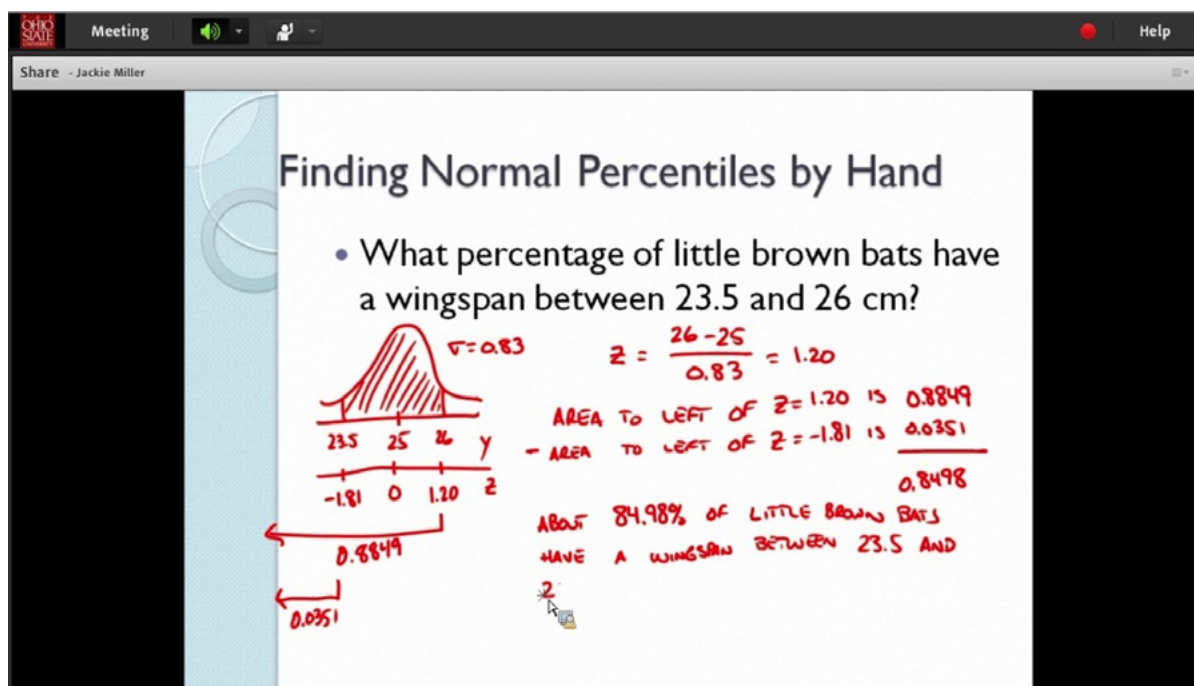 OHIO
STATE
UNIVERSITY
Meeting
Help
Share - Jackie Miller
Finding Normal Percentiles by Hand
• What percentage of little brown bats have
a wingspan between 23.5 and 26 cm?
σ=0.83
23.5 25 26 y
-1.81 0 1.20 z
0.8849
0.0351
z = 26-25 / 0.83 = 1.20
AREA TO LEFT OF z=1.20 IS 0.8849
- AREA TO LEFT OF z=-1.81 IS 0.0351
0.8498
ABOUT 84.98% OF LITTLE BROWN BATS
HAVE A WINGSPAN BETWEEN 23.5 AND
2